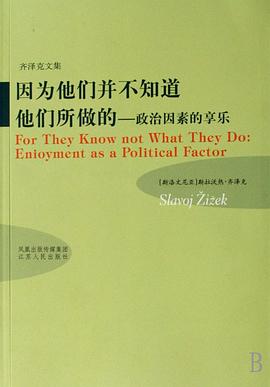 齐泽克文集
因为他们并不知道
他们所做的—政治因素的享乐
For They Know not What They Do:
Enjoyment as a Political Factor
[斯洛文尼亚]斯拉沃热·齐泽克
Slavoj Žižek
凤凰出版传媒集团
江苏人民出版社
B